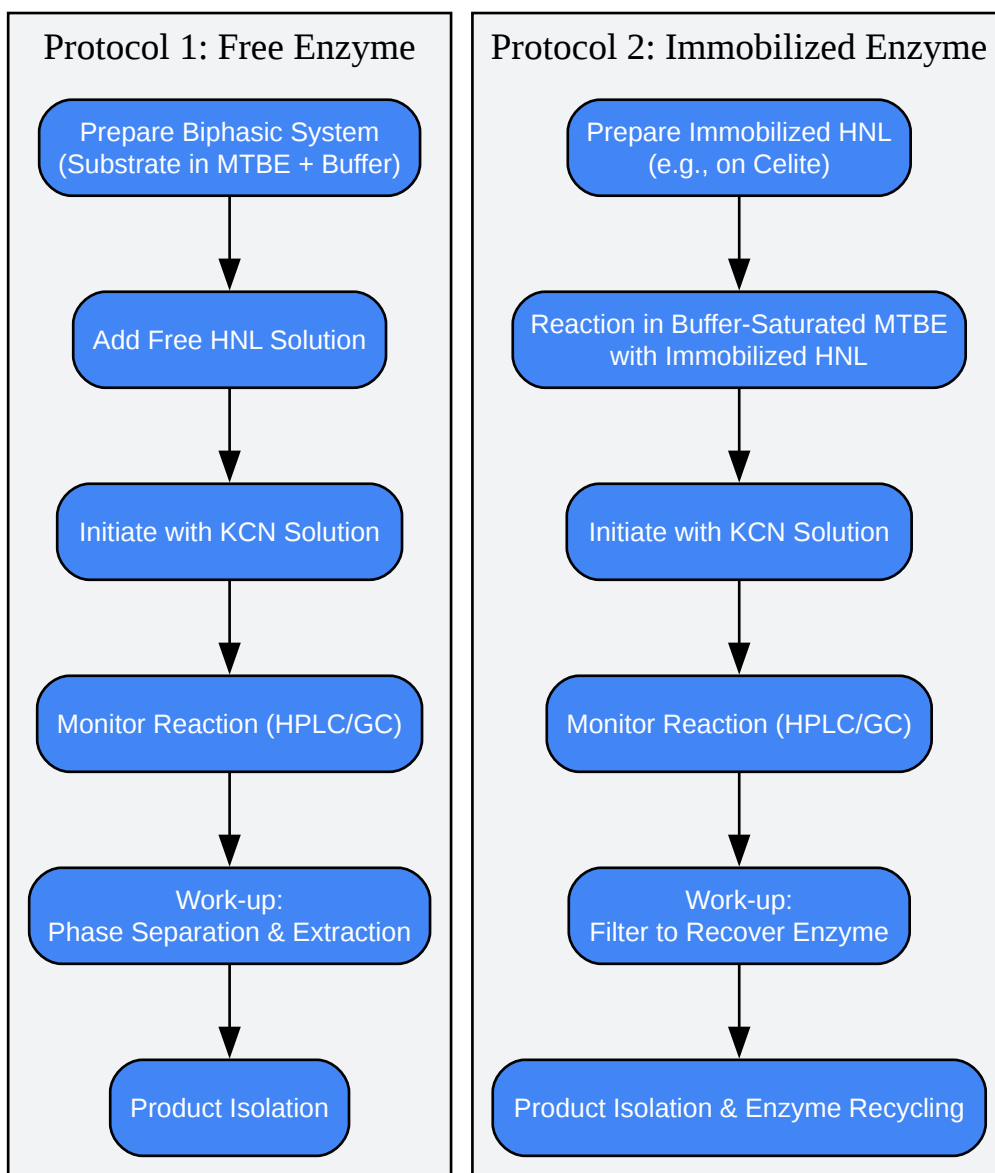 Protocol 1: Free Enzyme
Prepare Biphasic System
(Substrate in MTBE + Buffer)
Add Free HNL Solution
Initiate with KCN Solution
Monitor Reaction (HPLC/GC)
Work-up:
Phase Separation & Extraction
Product Isolation
Protocol 2: Immobilized Enzyme
Prepare Immobilized HNL
(e.g., on Celite)
Reaction in Buffer-Saturated MTBE
with Immobilized HNL
Initiate with KCN Solution
Monitor Reaction (HPLC/GC)
Work-up:
Filter to Recover Enzyme
Product Isolation & Enzyme Recycling